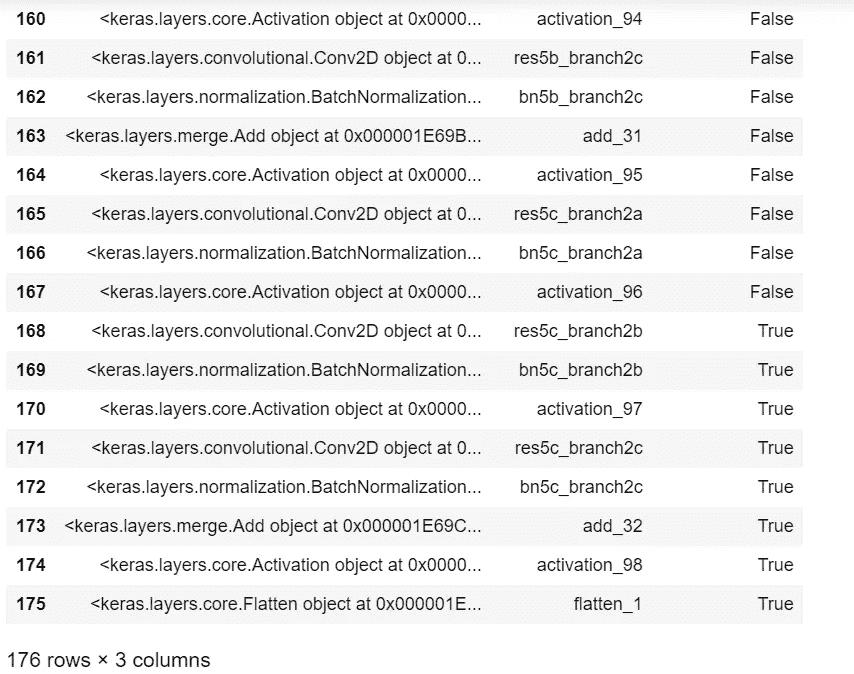 160 <keras.layers.core.Activation object at 0x0000... activation_94 False
161 <keras.layers.convolutional.Conv2D object at 0... res5b_branch2c False
162 <keras.layers.normalization.BatchNormalization... bn5b_branch2c False
163 <keras.layers.merge.Add object at 0x000001E69B... add_31 False
164 <keras.layers.core.Activation object at 0x0000... activation_95 False
165 <keras.layers.convolutional.Conv2D object at 0... res5c_branch2a False
166 <keras.layers.normalization.BatchNormalization... bn5c_branch2a False
167 <keras.layers.core.Activation object at 0x0000... activation_96 False
168 <keras.layers.convolutional.Conv2D object at 0... res5c_branch2b True
169 <keras.layers.normalization.BatchNormalization... bn5c_branch2b True
170 <keras.layers.core.Activation object at 0x0000... activation_97 True
171 <keras.layers.convolutional.Conv2D object at 0... res5c_branch2c True
172 <keras.layers.normalization.BatchNormalization... bn5c_branch2c True
173 <keras.layers.merge.Add object at 0x000001E69C... add_32 True
174 <keras.layers.core.Activation object at 0x0000... activation_98 True
175 <keras.layers.core.Flatten object at 0x000001E... flatten_1 True
176 rows × 3 columns